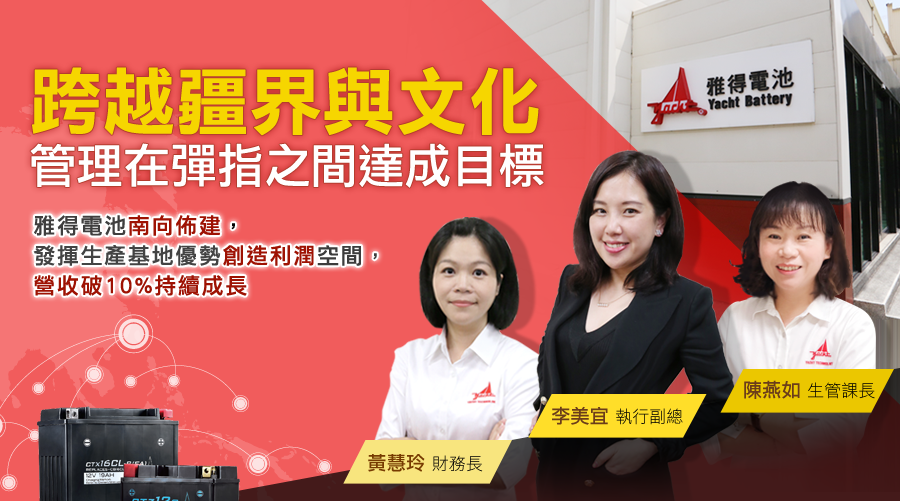 跨越疆界與文化
管理在彈指之間達成目標
雅得電池南向佈建，
發揮生產基地優勢創造利潤空間，
營收破10%持續成長
雅得電池
Yacht Battery
李美宜 執行副總
陳燕如 生管課長
黃慧玲 財務長
12V 19AH